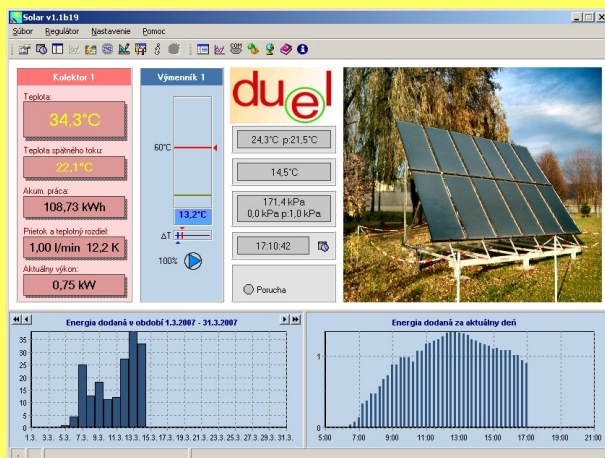 Solar v1.1b19
Súbor Regulátor Nastavenie Pomoc
Kolektor 1
Teplota:
34,3°C
Teplota spätného toku:
22,1°C
Akum. práca:
108,73 kWh
Prietok a teplotný rozdiel:
1,00 l/min 12,2 K
Aktuálny výkon:
0,75 kW
Výmenník 1
60°C
13,2°C
ΔT
100%
duel
24,3°C p:21,5°C
14,5°C
171,4 kPa
0,0 kPa p:1,0 kPa
17:10:42
Porucha
Energia dodaná v období 1.3.2007 - 31.3.2007
35
30
25
20
15
10
5
0
1.3. 3.3. 5.3. 7.3. 9.3. 11.3. 13.3. 15.3. 17.3. 19.3. 21.3. 23.3. 25.3. 27.3. 29.3. 31.3.
Energia dodaná za aktuálny deň
1
0
5:00 7:00 9:00 11:00 13:00 15:00 17:00 19:00 21:00